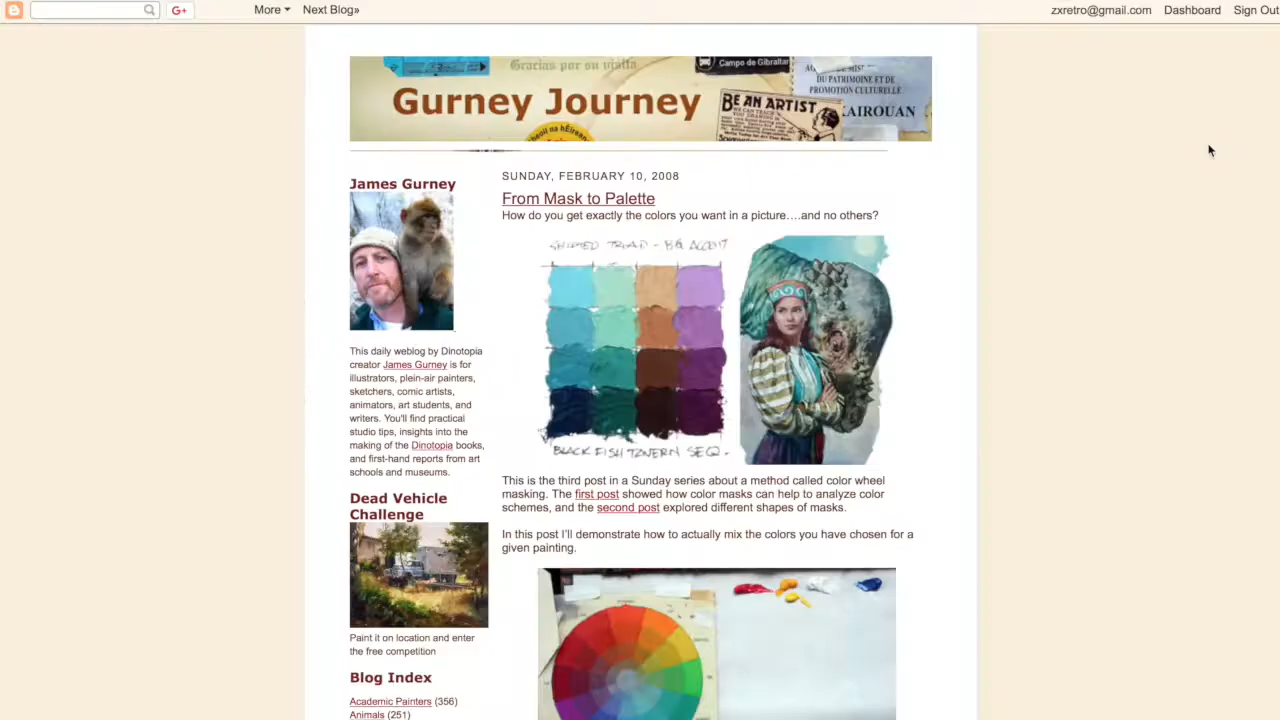 G+
More
Next Blog»
zxretro@gmail.com
Dashboard
Sign Out
Gracias por su visita
Campo de Gibraltar
DU PATRIMOINE ET DE
PROMOTION CULTURELLE
KAIROUAN
Gurney Journey
BE AN ARTIST
James Gurney
This daily weblog by Dinotopia
creator James Gurney is for
illustrators, plein-air painters,
sketchers, comic artists,
animators, art students, and
writers. You'll find practical
studio tips, insights into the
making of the Dinotopia books,
and first-hand reports from art
schools and museums.
Dead Vehicle
Challenge
Paint it on location and enter
the free competition
Blog Index
Academic Painters (356)
Animals (251)
SUNDAY, FEBRUARY 10, 2008
From Mask to Palette
How do you get exactly the colors you want in a picture….and no others?
SHIFTED TRIAD - BG ACCENT
BLACK FISH TAVERN SEQ-
This is the third post in a Sunday series about a method called color wheel
masking. The first post showed how color masks can help to analyze color
schemes, and the second post explored different shapes of masks.
In this post I'll demonstrate how to actually mix the colors you have chosen for a
given painting.